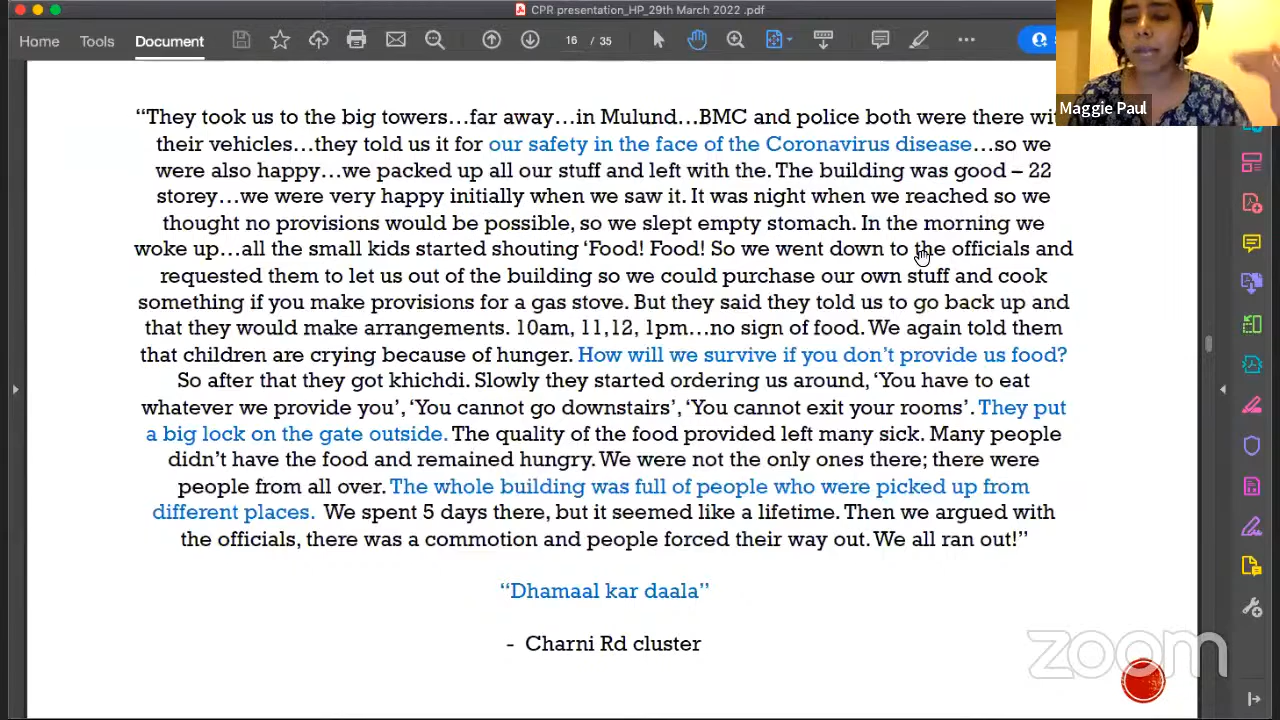 CPR presentation_HP_29th March 2022 .pdf
Home Tools Document 16 / 35
Maggie Paul
“They took us to the big towers…far away…in Mulund…BMC and police both were there
their vehicles…they told us it for our safety in the face of the Coronavirus disease…so we
were also happy…we packed up all our stuff and left with the. The building was good – 22
storey…we were very happy initially when we saw it. It was night when we reached so we
thought no provisions would be possible, so we slept empty stomach. In the morning we
woke up…all the small kids started shouting ‘Food! Food! So we went down to the officials and
requested them to let us out of the building so we could purchase our own stuff and cook
something if you make provisions for a gas stove. But they said they told us to go back up and
that they would make arrangements. 10am, 11,12, 1pm…no sign of food. We again told them
that children are crying because of hunger. How will we survive if you don’t provide us food?
So after that they got khichdi. Slowly they started ordering us around, ‘You have to eat
whatever we provide you’, ‘You cannot go downstairs’, ‘You cannot exit your rooms’. They put
a big lock on the gate outside. The quality of the food provided left many sick. Many people
didn’t have the food and remained hungry. We were not the only ones there; there were
people from all over. The whole building was full of people who were picked up from
different places. We spent 5 days there, but it seemed like a lifetime. Then we argued with
the officials, there was a commotion and people forced their way out. We all ran out!”
“Dhamaal kar daala”
- Charni Rd cluster
zoom